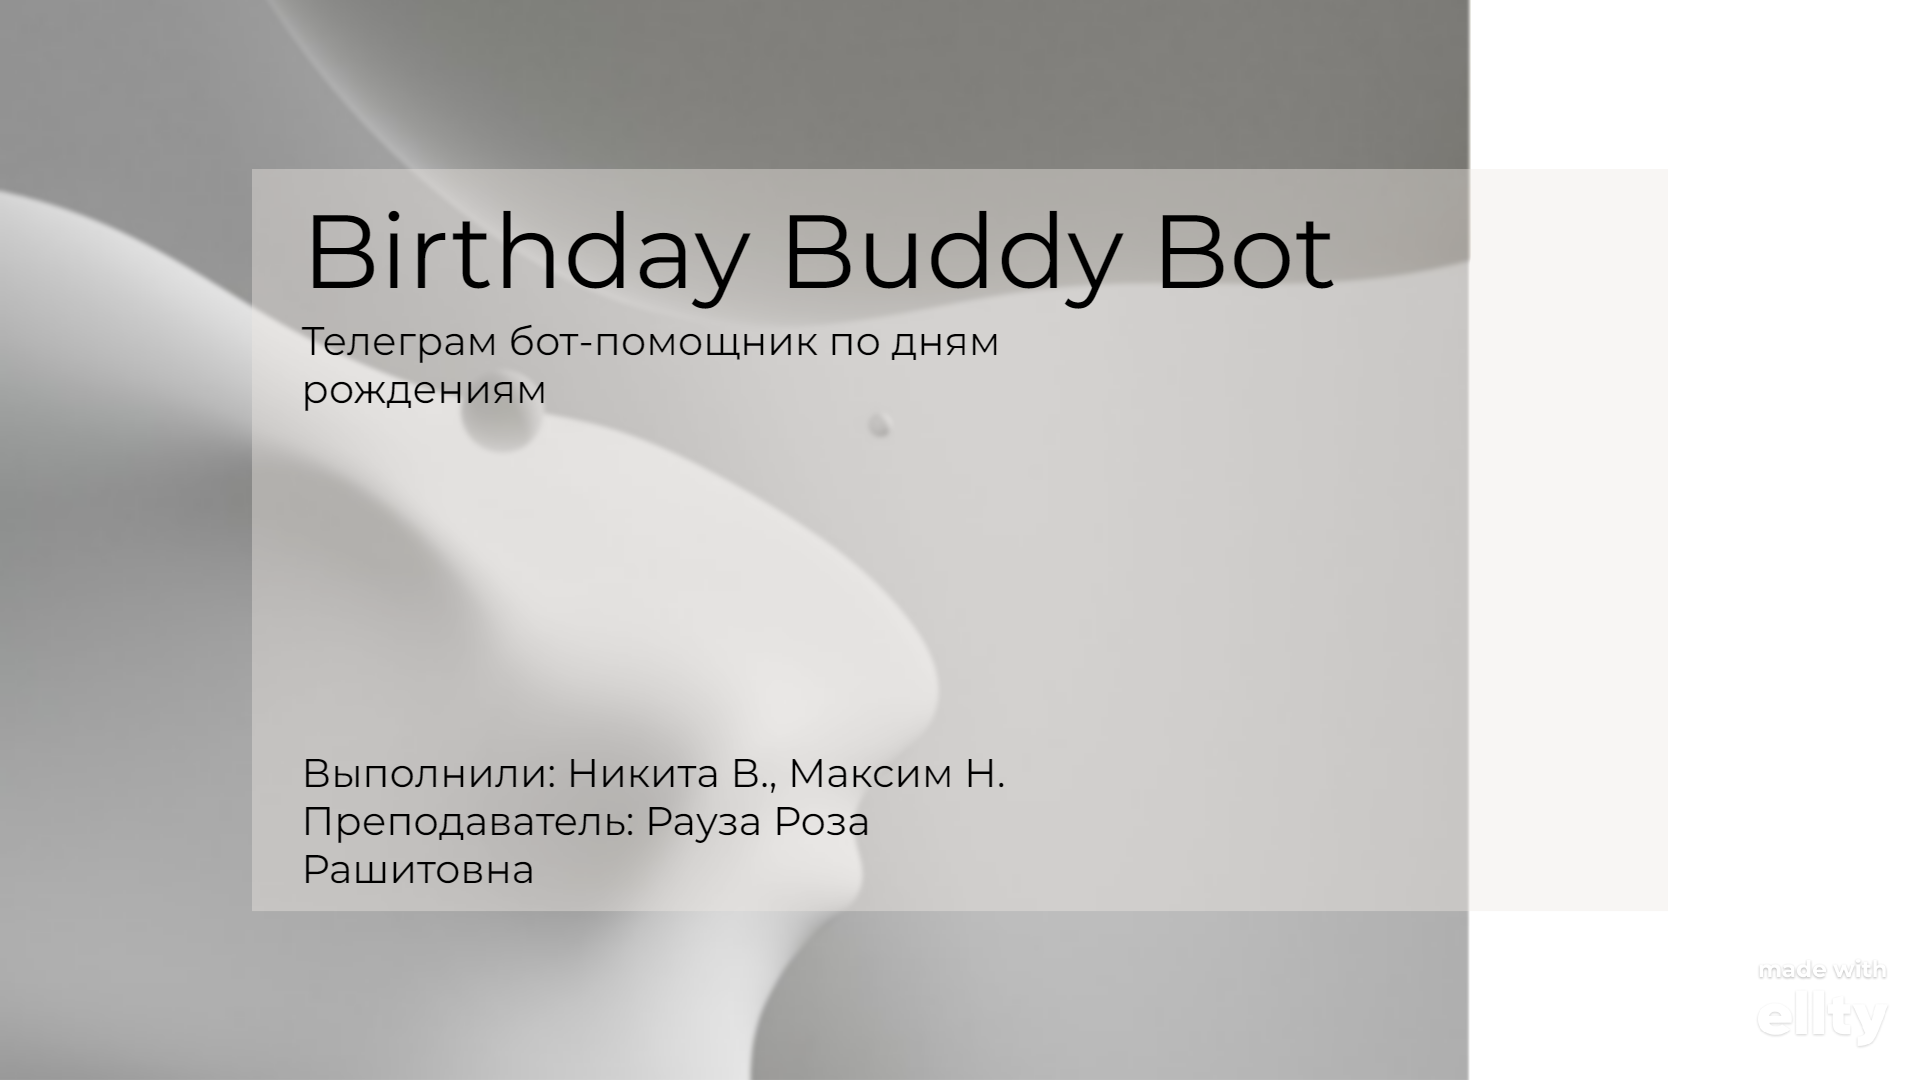 Birthday Buddy Bot
Телеграм бот-помощник по дням
рождениям
Выполнили: Никита В., Максим Н.
Преподаватель: Рауза Роза
Рашитовна
made with
ellty